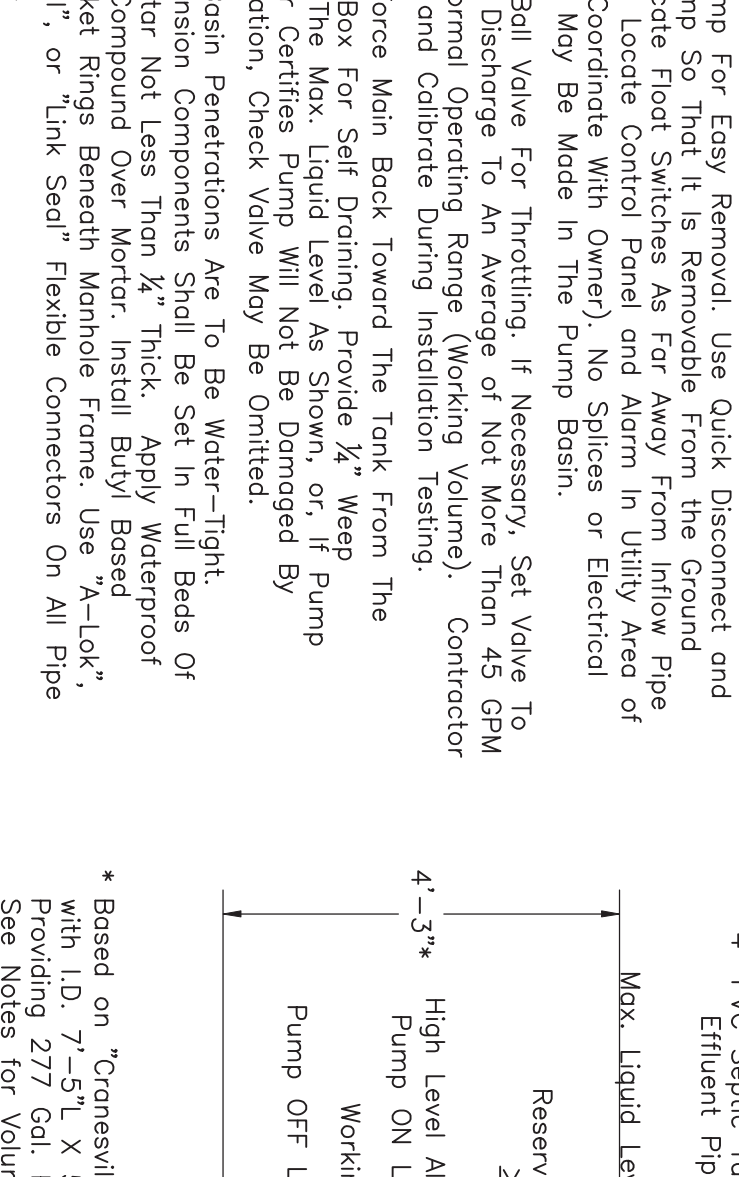 mp For Easy Removal. Use Quick Disconnect and
mp So That It Is Removable From the Ground
cate Float Switches As Far Away From Inflow Pipe
Locate Control Panel and Alarm In Utility Area of
Coordinate With Owner). No Splices or Electrical
May Be Made In The Pump Basin.
Ball Valve For Throttling. If Necessary, Set Valve To
Discharge To An Average of Not More Than 45 GPM
ormal Operating Range (Working Volume). Contractor
and Calibrate During Installation Testing.
Force Main Back Toward The Tank From The
Box For Self Draining. Provide ¼" Weep
The Max. Liquid Level As Shown, or, If Pump
r Certifies Pump Will Not Be Damaged By
ation, Check Valve May Be Omitted.
Basin Penetrations Are To Be Water-Tight.
nsion Components Shall Be Set In Full Beds Of
tar Not Less Than ¼" Thick. Apply Waterproof
Compound Over Mortar. Install Butyl Based
ket Rings Beneath Manhole Frame. Use "A-Lok",
l", or "Link Seal" Flexible Connectors On All Pipe
Effluent Pip
Max. Liquid Lev
Reserv
4'-3"*
High Level Al
Pump ON L
Workin
Pump OFF L
* Based on "Cranesvil
with I.D. 7'-5"L X
Providing 277 Gal.
See Notes for Volum